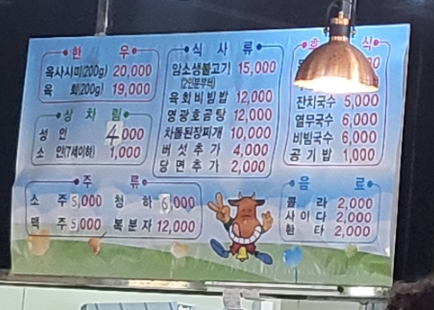 한 우
육사시미(200g) 20,000
육 회(200g) 19,000
상 차 림
성 인 4,000
소 인(7세이하) 1,000
식 사 류
암소생불고기 15,000
(2인분부터)
육회비빔밥 12,000
영광호곰탕 12,000
차돌된장찌개 10,000
버섯추가 4,000
당면추가 2,000
후 식
잔치국수 5,000
열무국수 6,000
비빔국수 6,000
공기밥 1,000
주 류
소 주 5,000 청 하 6,000
맥 주 5,000 복분자 12,000
음 료
콜 라 2,000
사이다 2,000
환 타 2,000